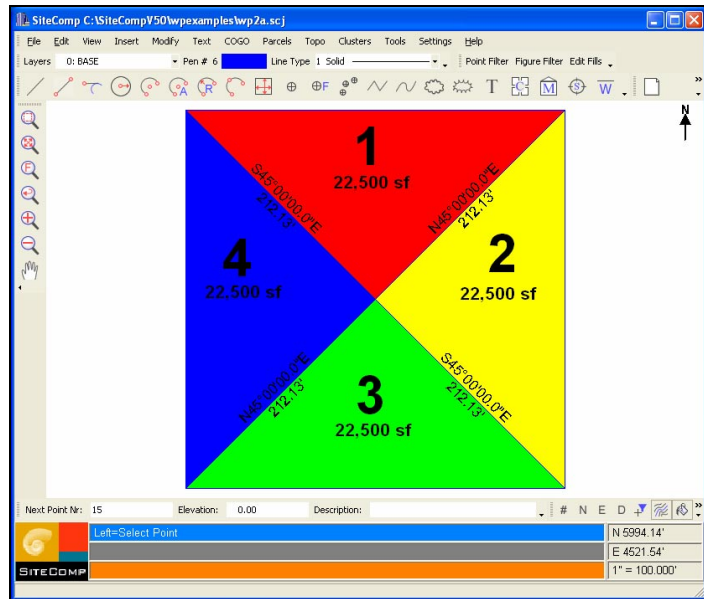 SiteComp C:\SiteCompV50\wpexamples\wp2a.scj
File Edit View Insert Modify Text COGO Parcels Topo Clusters Tools Settings Help
Layers 0: BASE Pen # 6 Line Type 1 Solid Point Filter Figure Filter Edit Fills
A R F T C M S W »
N
F
1
22,500 sf
S45°00'00.0"E
212.13'
N45°00'00.0"E
212.13'
4
22,500 sf
2
22,500 sf
N45°00'00.0"E
212.13'
S45°00'00.0"E
212.13'
3
22,500 sf
Next Point Nr: 15 Elevation: 0.00 Description: # N E D »
Left=Select Point N 5994.14'
E 4521.54'
SITECOMP 1" = 100.000'